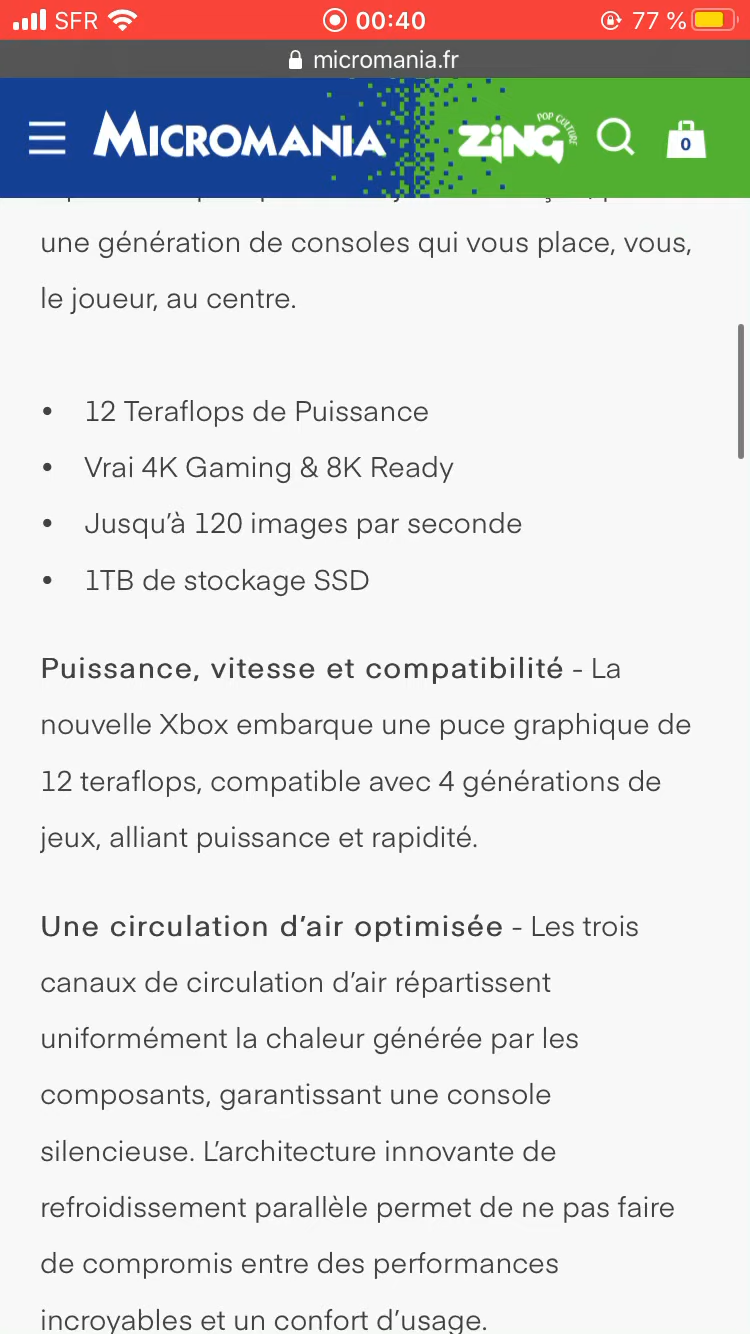 SFR 00:40 77 %
micromania.fr
MICROMANIA ZiNG POP CULTURE 0
une génération de consoles qui vous place, vous,
le joueur, au centre.
• 12 Teraflops de Puissance
• Vrai 4K Gaming & 8K Ready
• Jusqu’à 120 images par seconde
• 1TB de stockage SSD
Puissance, vitesse et compatibilité - La
nouvelle Xbox embarque une puce graphique de
12 teraflops, compatible avec 4 générations de
jeux, alliant puissance et rapidité.
Une circulation d’air optimisée - Les trois
canaux de circulation d’air répartissent
uniformément la chaleur générée par les
composants, garantissant une console
silencieuse. L’architecture innovante de
refroidissement parallèle permet de ne pas faire
de compromis entre des performances
incroyables et un confort d’usage.